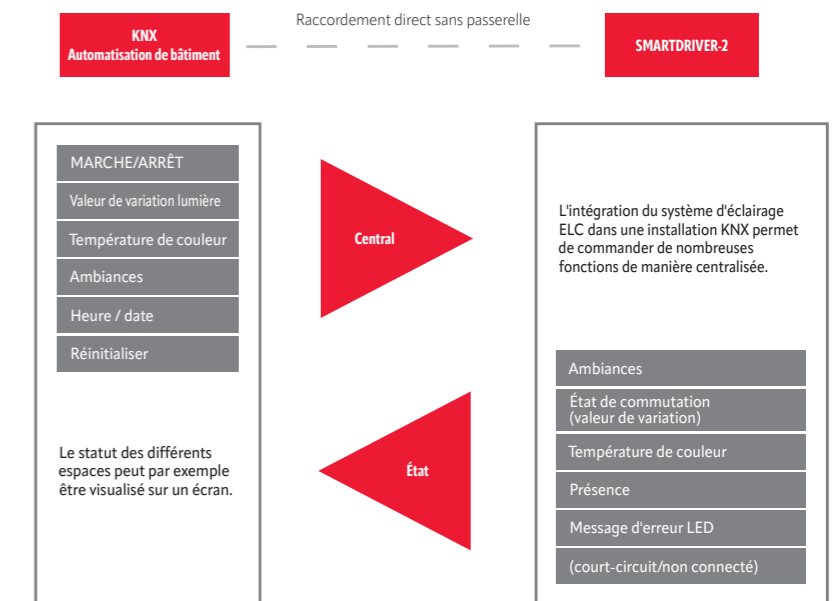 KNX
Automatisation de bâtiment
Raccordement direct sans passerelle
SMARTDRIVER-2
MARCHE/ARRÊT
Valeur de variation lumière
Température de couleur
Ambiances
Heure / date
Réinitialiser
Le statut des différents
espaces peut par exemple
être visualisé sur un écran.
Central
État
L'intégration du système d'éclairage
ELC dans une installation KNX permet
de commander de nombreuses
fonctions de manière centralisée.
Ambiances
État de commutation
(valeur de variation)
Température de couleur
Présence
Message d'erreur LED
(court-circuit/non connecté)